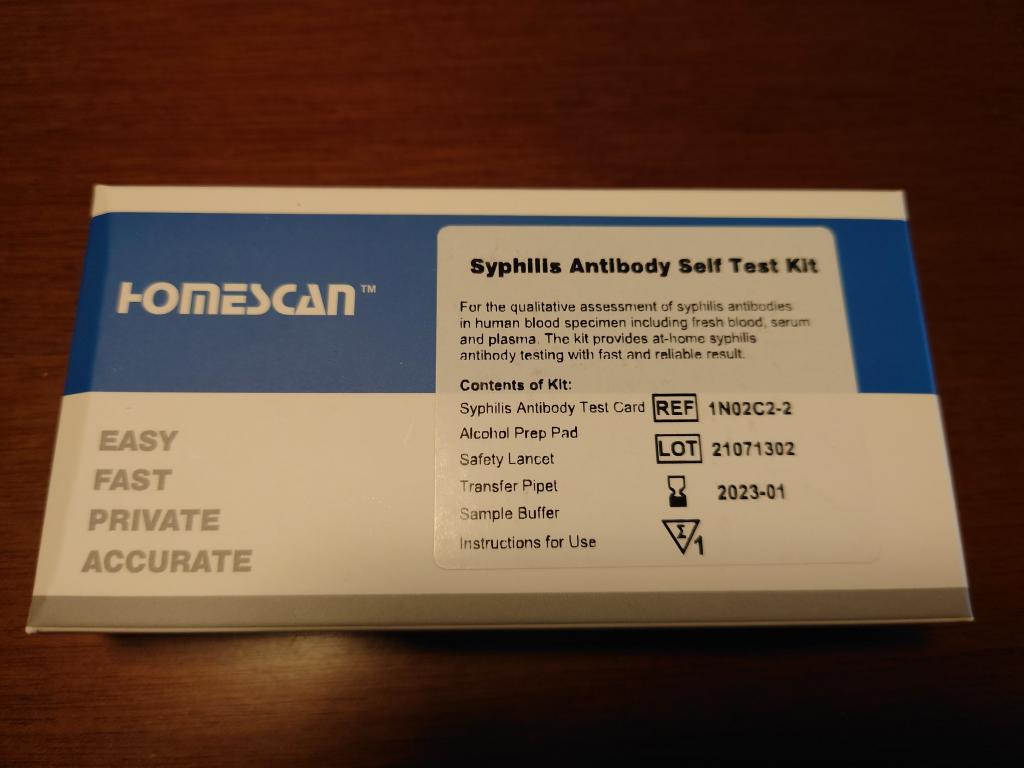 HOMESCAN™
EASY
FAST
PRIVATE
ACCURATE
Syphilis Antibody Self Test Kit
For the qualitative assessment of syphilis antibodies
in human blood specimen including fresh blood, serum
and plasma. The kit provides at-home syphilis
antibody testing with fast and reliable result.
Contents of Kit:
Syphilis Antibody Test Card REF 1N02C2-2
Alcohol Prep Pad
LOT 21071302
Safety Lancet
Transfer Pipet 2023-01
Sample Buffer
Instructions for Use Σ 1